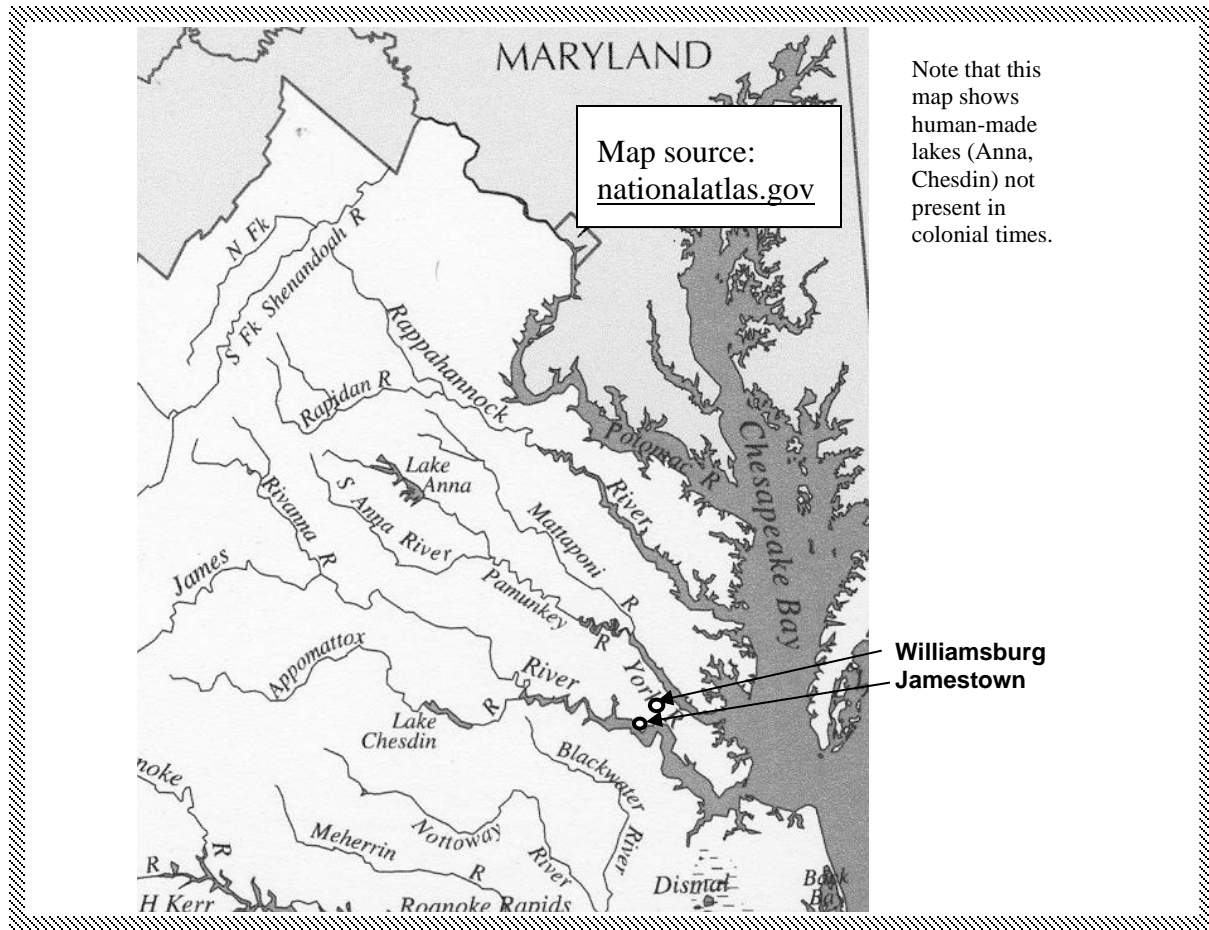 MARYLAND
Map source:
nationalatlas.gov
Note that this
map shows
human-made
lakes (Anna,
Chesdin) not
present in
colonial times.
N Fk
S Fk Shenandoah R
Rappahannock
River
Rapidan R
Potomac R
Chesapeake Bay
Lake
Anna
S Anna River
Rivanna R
Mattaponi R
James
River
Pamunkey R
York
Williamsburg
Jamestown
Appomattox R
Lake
Chesdin
Blackwater
River
noke
R
Nottoway
River
Meherrin R
R
H Kerr
Roanoke Rapids
Dismal
Back
Ba